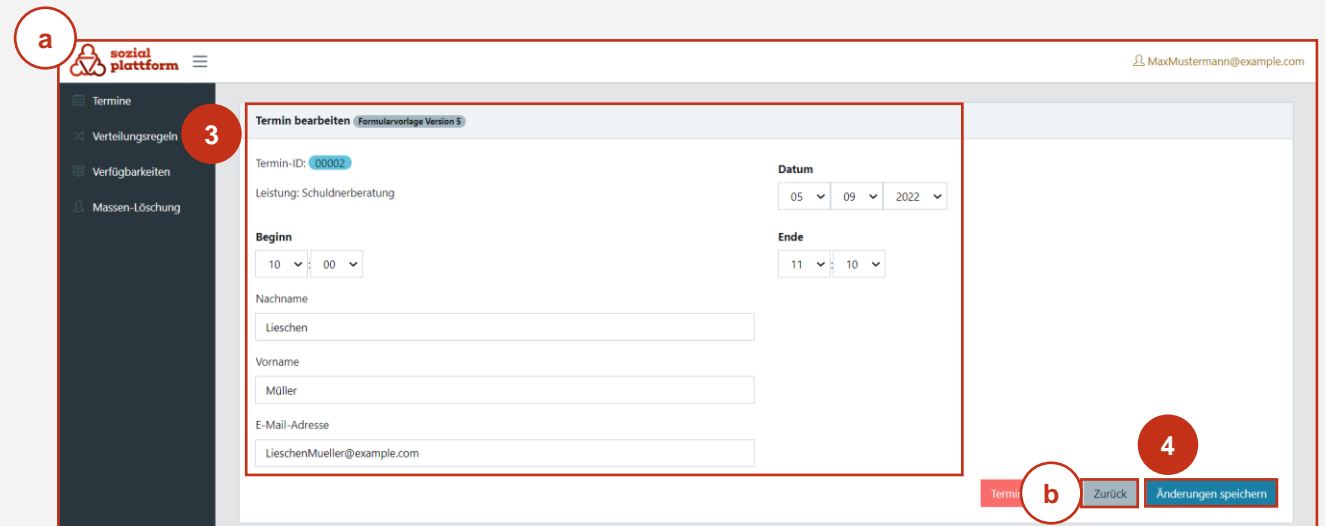 a
sozial
plattform
MaxMustermann@example.com
Termine
Verteilungsregeln
Verfügbarkeiten
Massen-Löschung
3
Termin bearbeiten Formularvorlage Version 5
Termin-ID: 00002
Leistung: Schuldnerberatung
Datum
05 09 2022
Beginn
10 : 00
Ende
11 : 10
Nachname
Lieschen
Vorname
Müller
E-Mail-Adresse
LieschenMueller@example.com
4
b
Zurück
Änderungen speichern